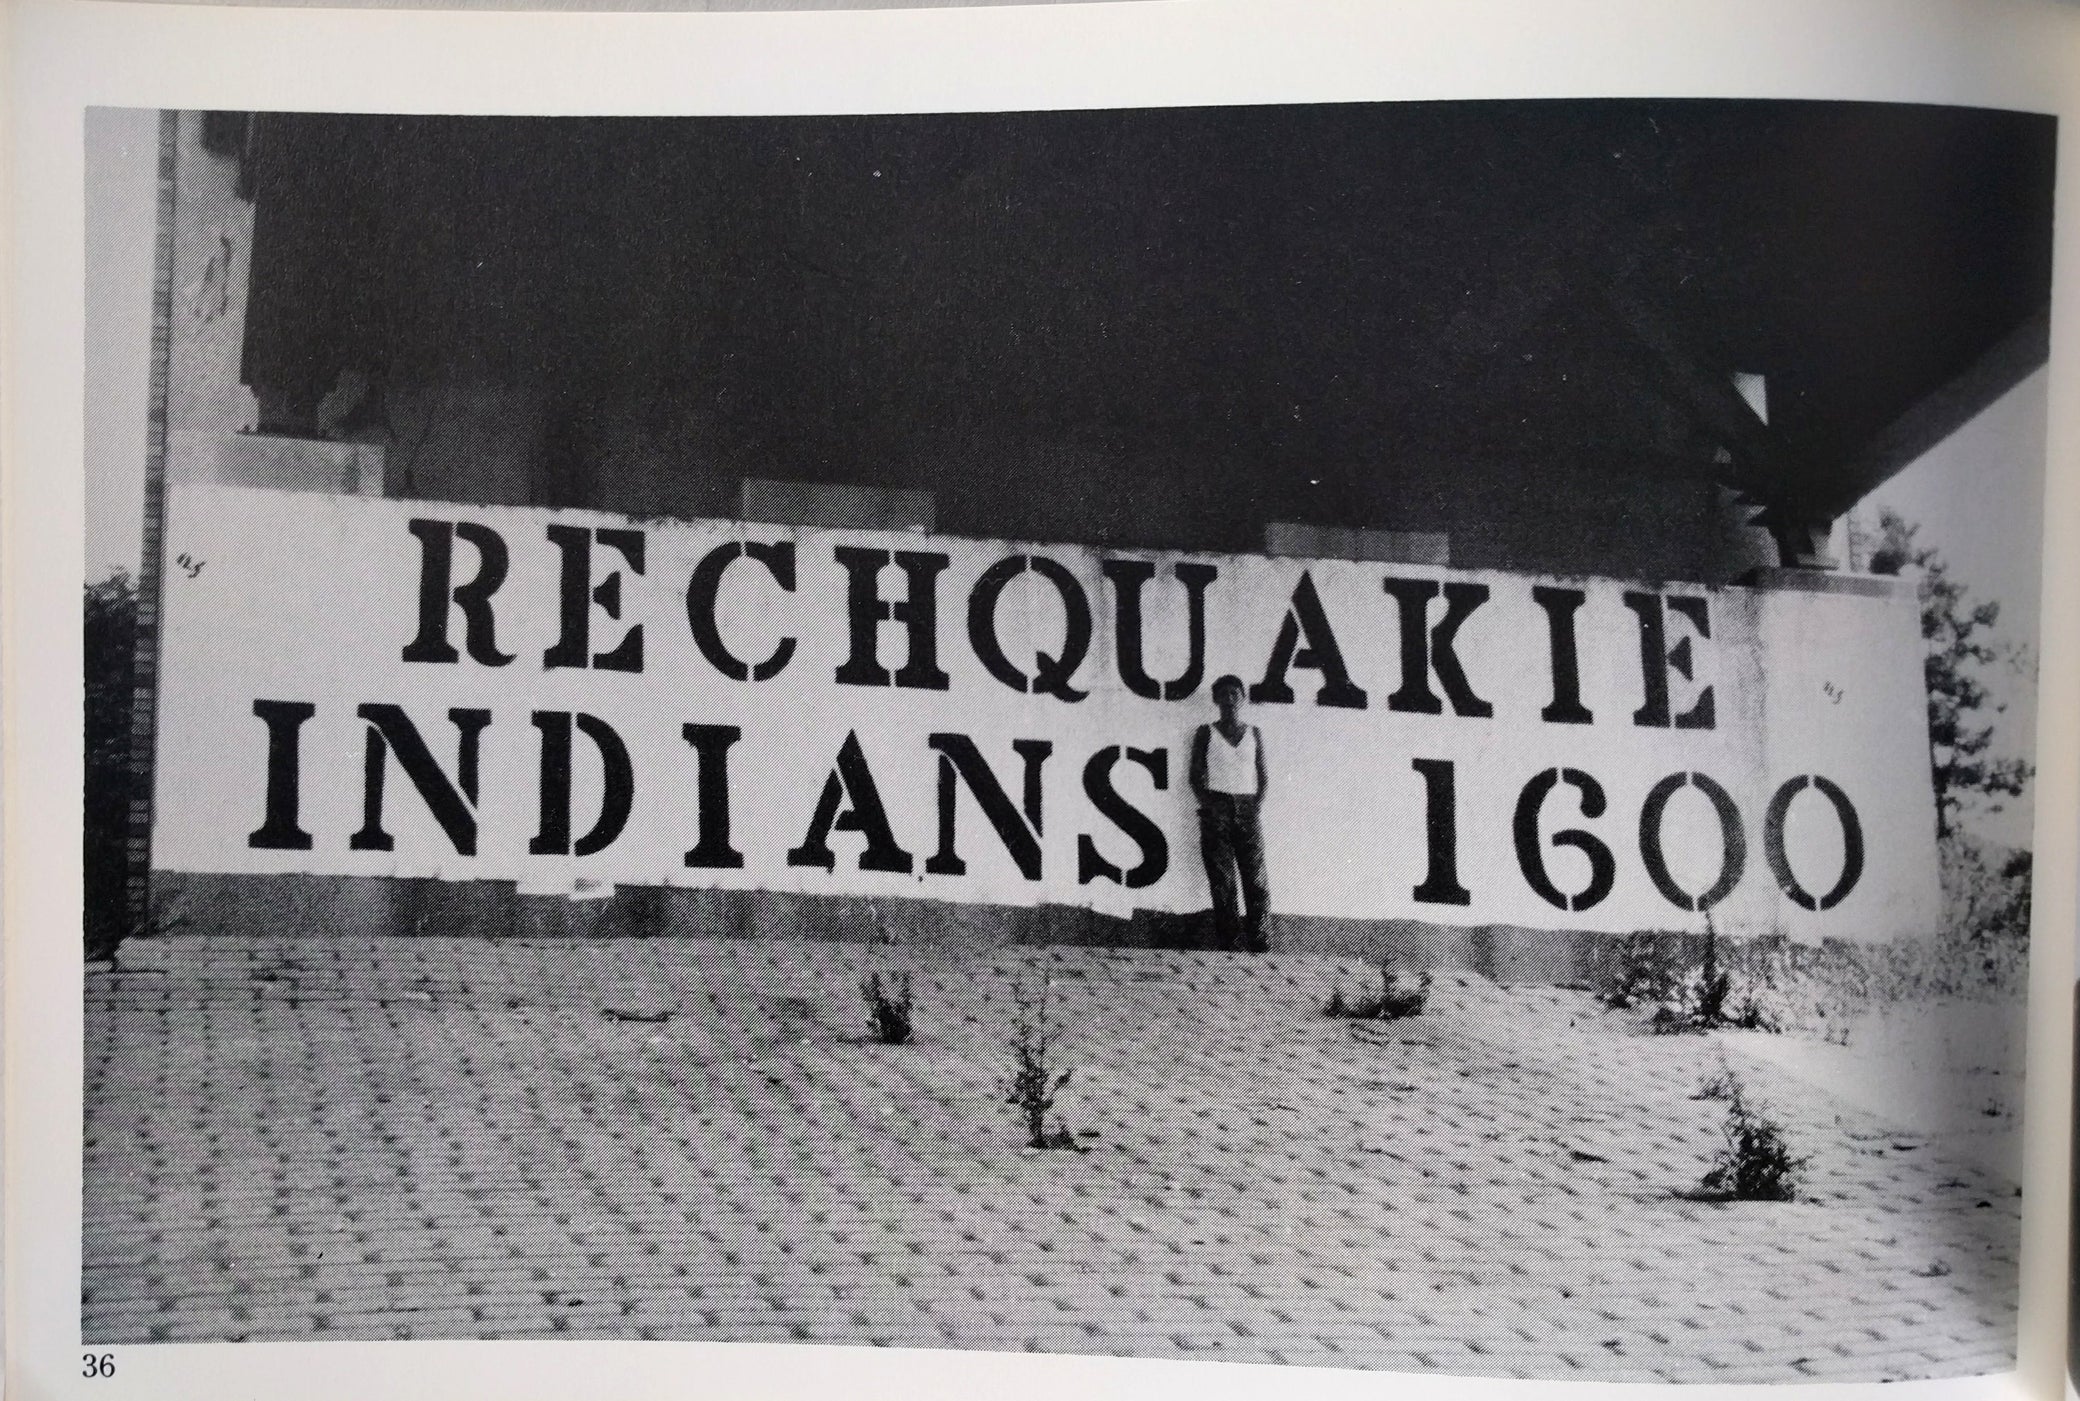 RECHQUAKIE
INDIANS 1600
36